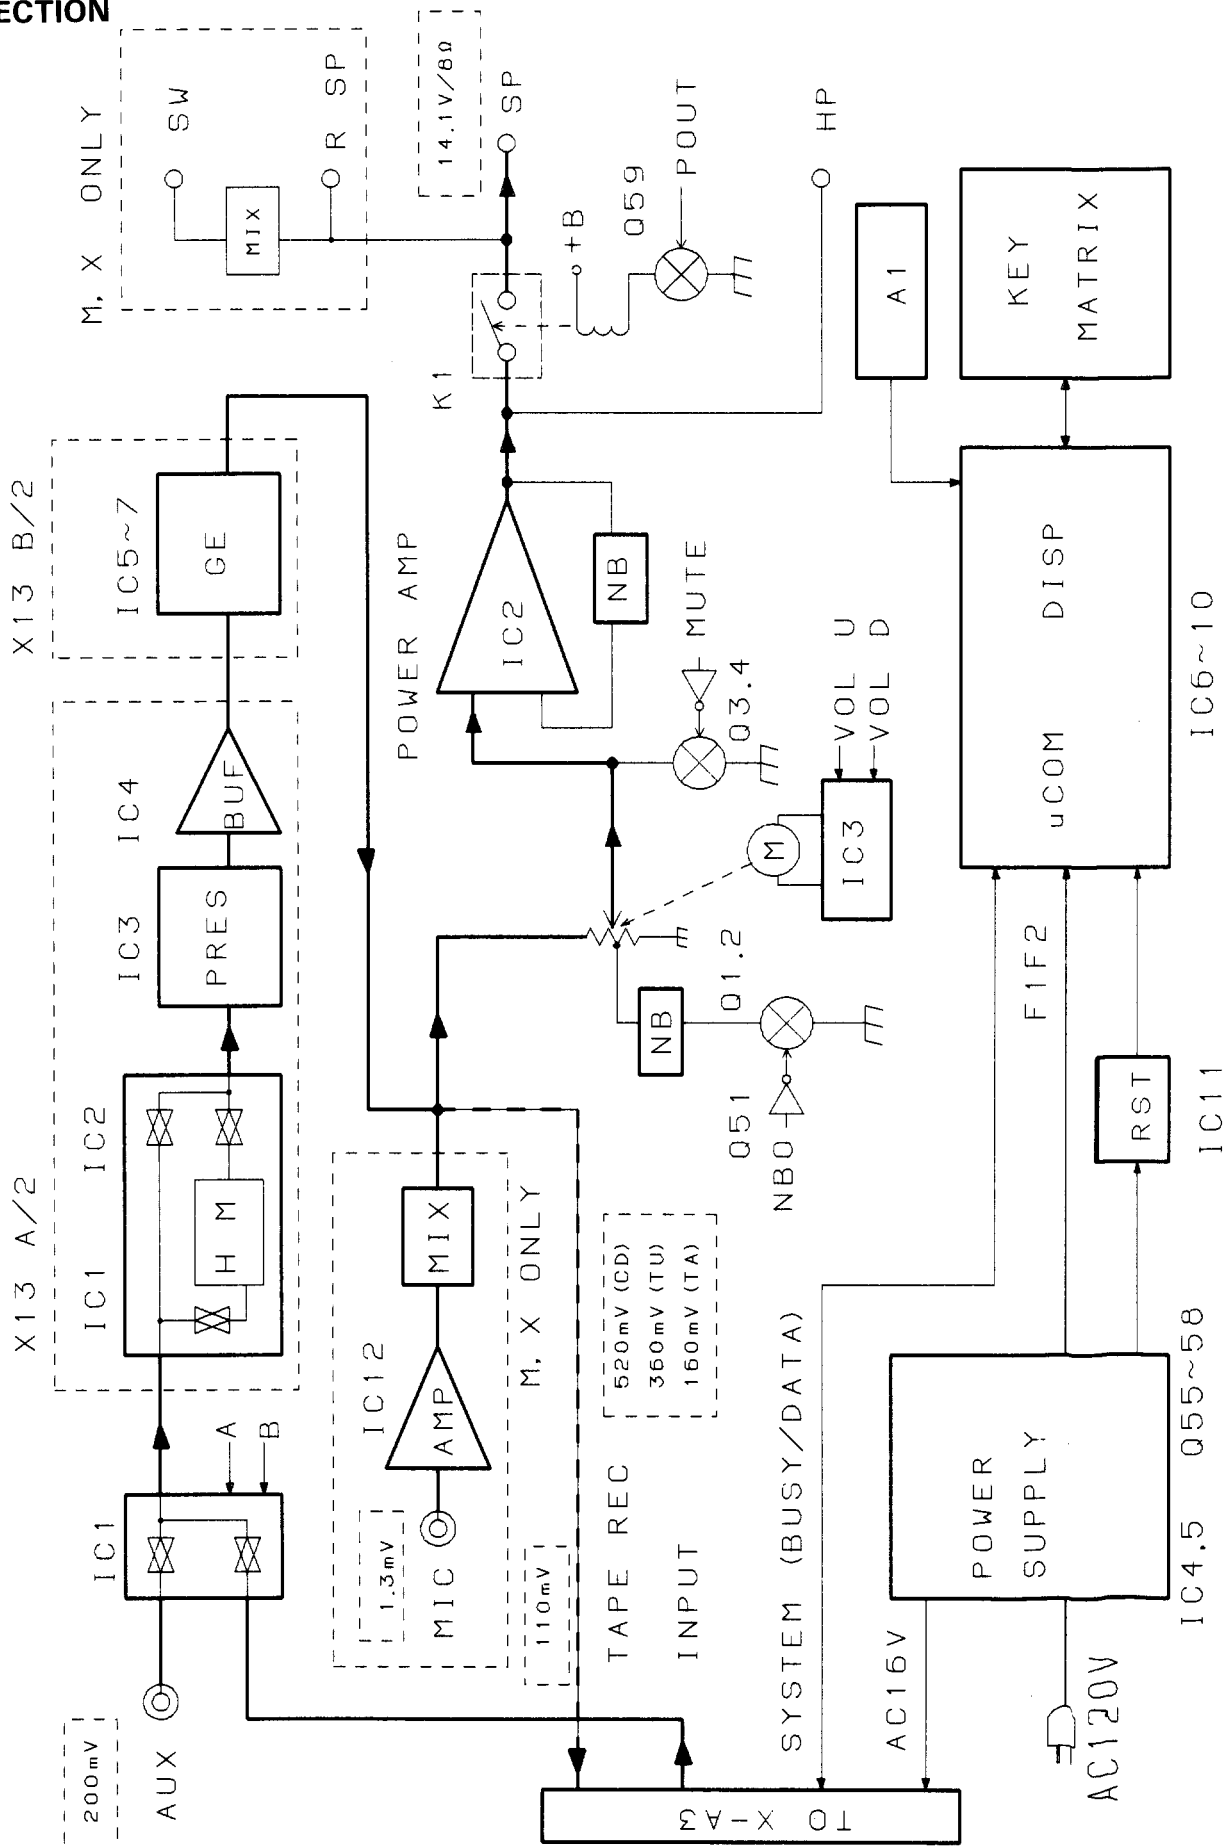 ECTION
X13 A/2
X13 B/2
M, X ONLY
200mV
AUX
IC1
A
B
IC1
IC2
H M
IC3
PRES
IC4
BUF
IC5~7
GE
SW
MIX
R SP
14.1V/8Ω
SP
1.3mV
MIC
IC12
AMP
MIX
M, X ONLY
110mV
TAPE REC
INPUT
520mV (CD)
360mV (TU)
160mV (TA)
POWER AMP
IC2
NB
K1
+B
Q59
POUT
HP
MUTE
Q3.4
NB
Q1.2
Q51
NBO
M
IC3
VOL U
VOL D
A1
KEY
MATRIX
uCOM DISP
IC6~10
F1F2
RST
IC11
SYSTEM (BUSY/DATA)
AC16V
POWER
SUPPLY
IC4.5 Q55~58
AC120V
TO X-A3